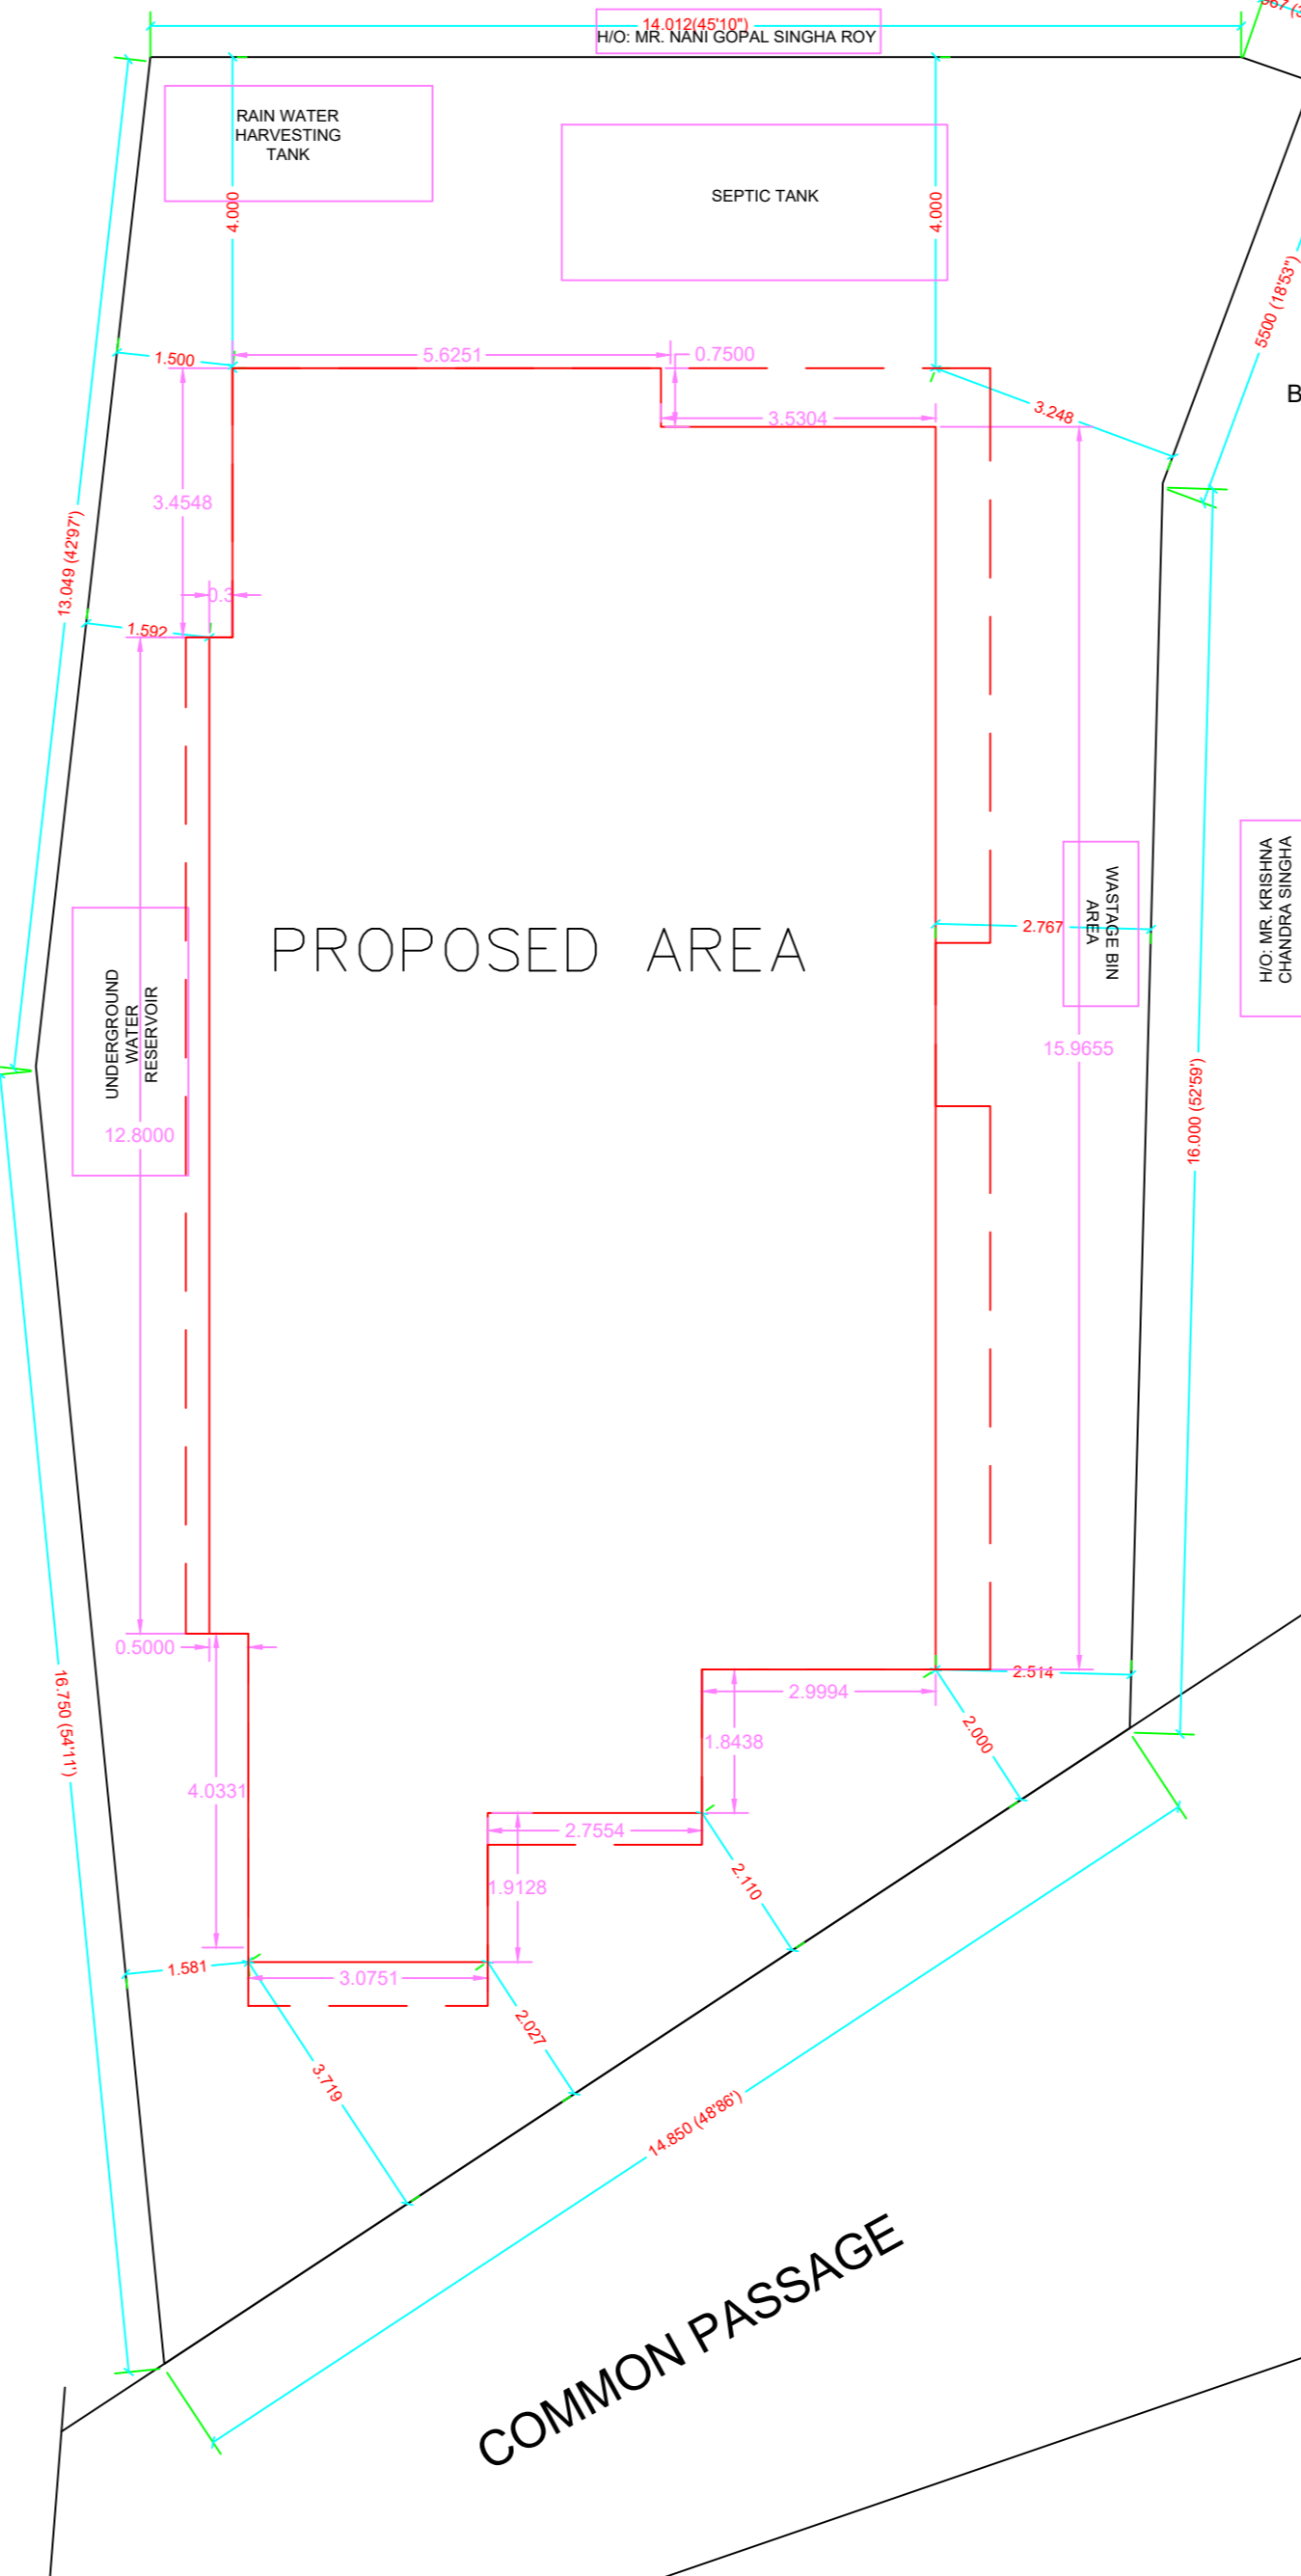 14.012(45'10")
H/O: MR. NANI GOPAL SINGHA ROY
RAIN WATER
HARVESTING
TANK
SEPTIC TANK
4.000
4.000
5500 (18'53")
1.500
5.6251
0.7500
3.5304
3.248
B
3.4548
13.049 (42'97')
0.3
1.592
PROPOSED AREA
UNDERGROUND
WATER
RESERVOIR
12.8000
2.767
WASTAGE BIN
AREA
H/O: MR. KRISHNA
CHANDRA SINGHA
15.9655
16.000 (52'59')
0.5000
16.750 (54'11')
2.514
2.9994
2.000
1.8438
4.0331
2.7554
2.110
1.9128
1.581
3.0751
2.027
3.719
14.850 (48'86')
COMMON PASSAGE